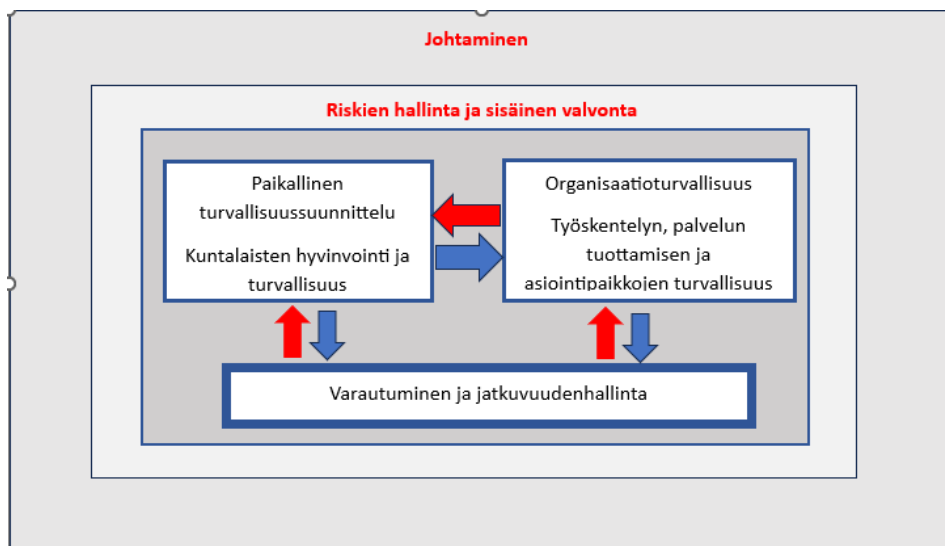 Johtaminen
Riskien hallinta ja sisäinen valvonta
Paikallinen
turvallisuussuunnittelu
Kuntalaisten hyvinvointi ja
turvallisuus
Organisaatioturvallisuus
Työskentelyn, palvelun
tuottamisen ja
asiointipaikkojen turvallisuus
Varautuminen ja jatkuvuudenhallinta